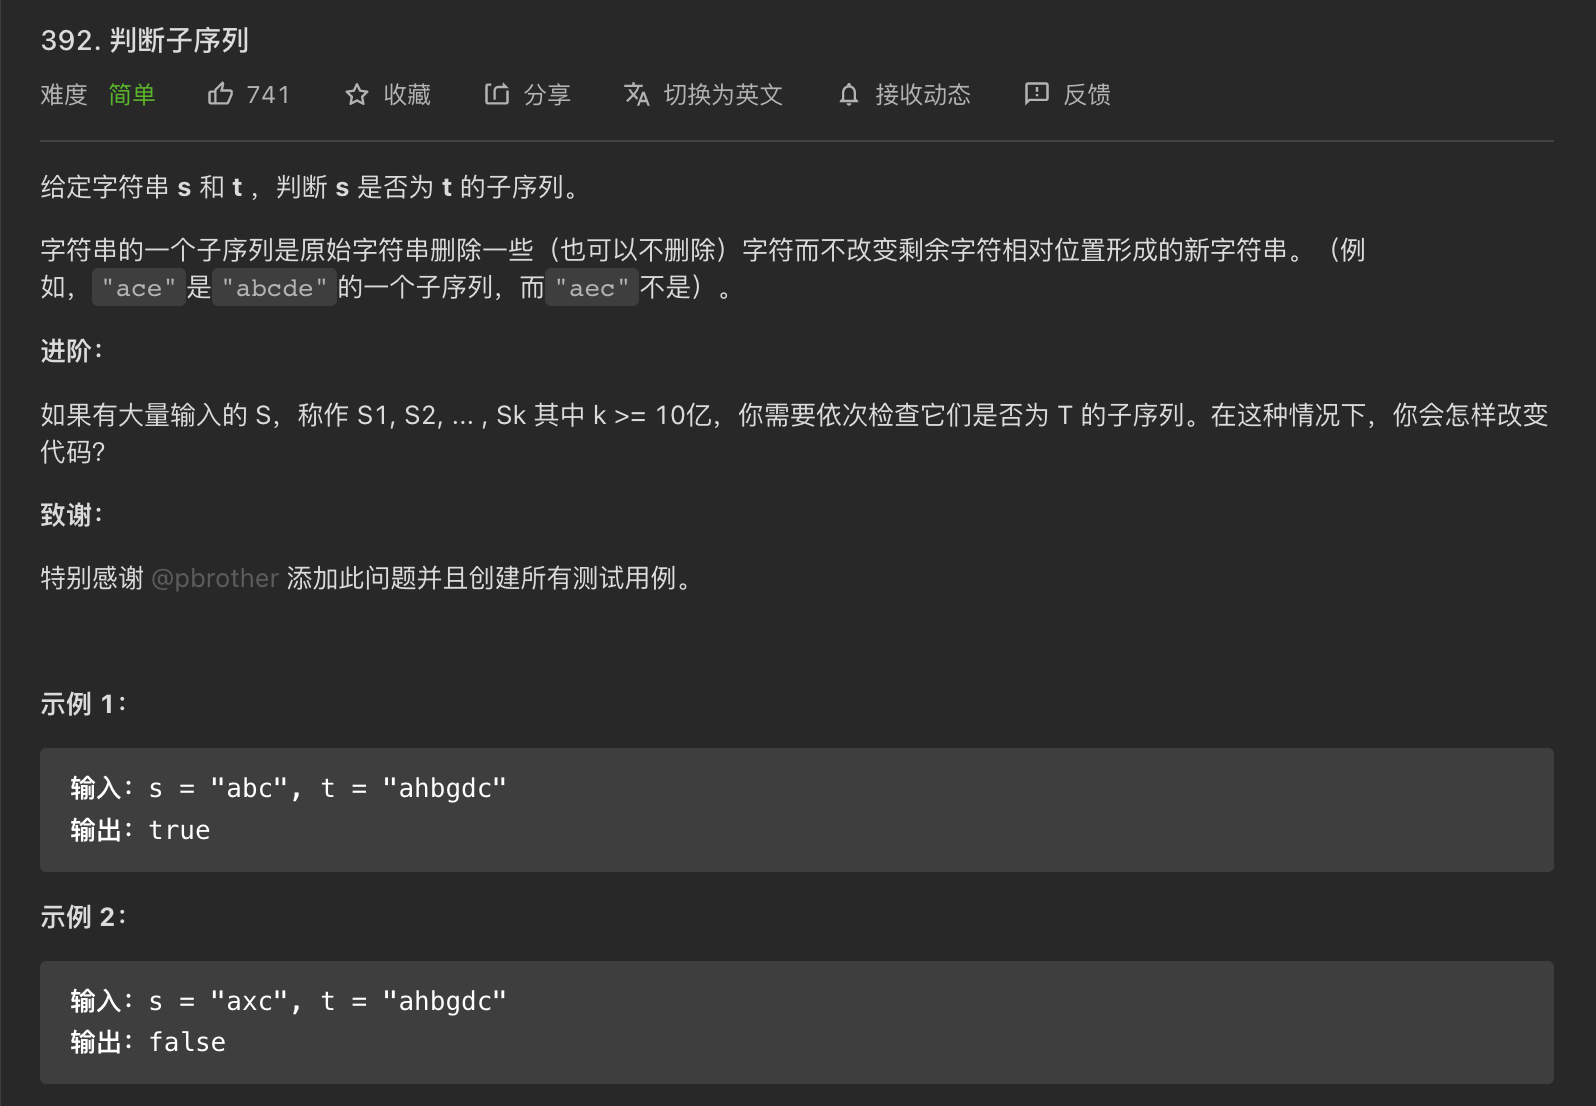 392. 判断子序列
难度 简单 741 收藏 分享 切换为英文 接收动态 反馈
给定字符串 s 和 t ，判断 s 是否为 t 的子序列。
字符串的一个子序列是原始字符串删除一些（也可以不删除）字符而不改变剩余字符相对位置形成的新字符串。（例
如，"ace"是"abcde"的一个子序列，而"aec"不是）。
进阶：
如果有大量输入的 S，称作 S1, S2, ... , Sk 其中 k >= 10亿，你需要依次检查它们是否为 T 的子序列。在这种情况下，你会怎样改变
代码？
致谢：
特别感谢 @pbrother 添加此问题并且创建所有测试用例。
示例 1：
输入：s = "abc", t = "ahbgdc"
输出：true
示例 2：
输入：s = "axc", t = "ahbgdc"
输出：false